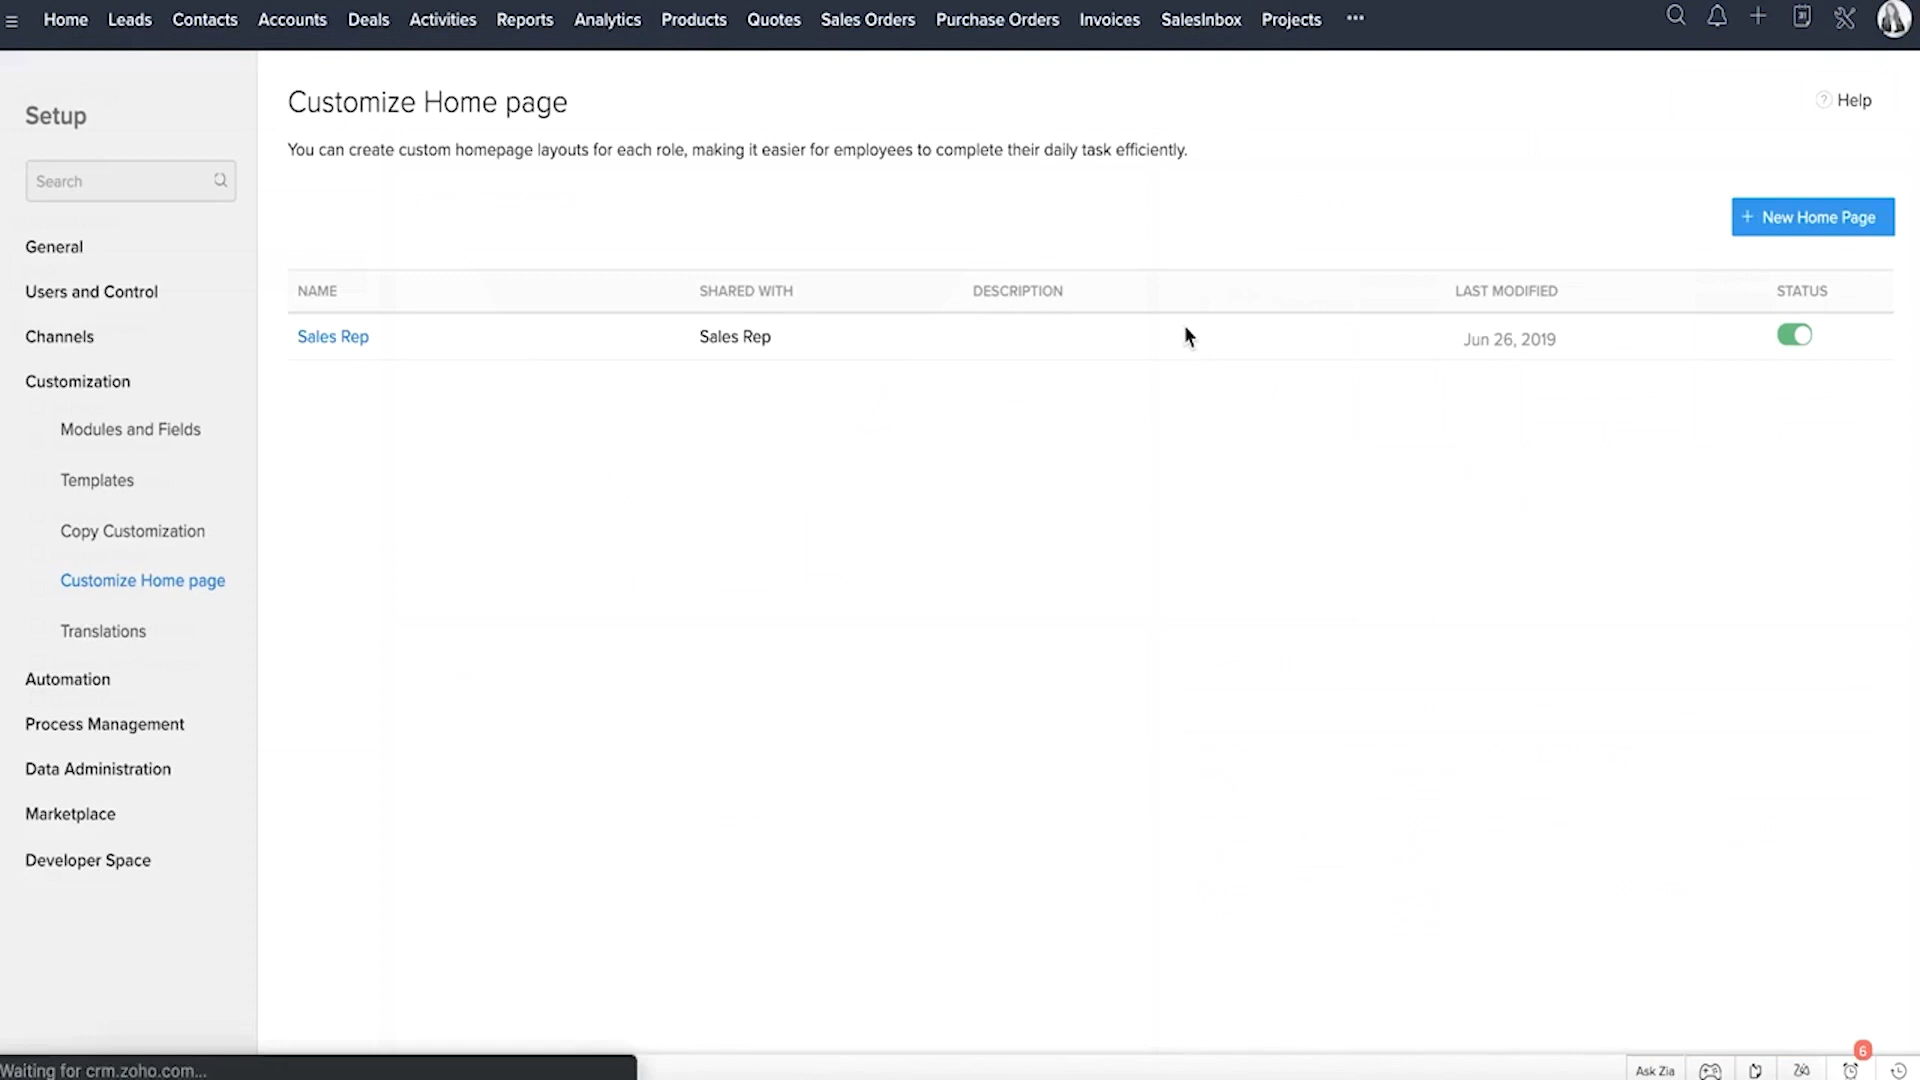 Home Leads Contacts Accounts Deals Activities Reports Analytics Products Quotes Sales Orders Purchase Orders Invoices SalesInbox Projects ···
Setup
Search
General
Users and Control
Channels
Customization
Modules and Fields
Templates
Copy Customization
Customize Home page
Translations
Automation
Process Management
Data Administration
Marketplace
Developer Space
Customize Home page
? Help
You can create custom homepage layouts for each role, making it easier for employees to complete their daily task efficiently.
+ New Home Page
NAME SHARED WITH DESCRIPTION LAST MODIFIED STATUS
Sales Rep Sales Rep Jun 26, 2019
Waiting for crm.zoho.com...
6
Ask Zia